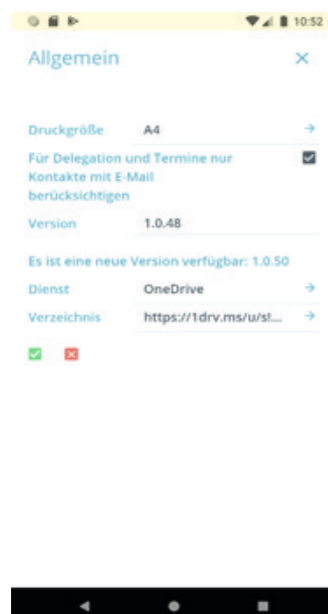 10:52
Allgemein
Druckgröße A4
Für Delegation und Termine nur
Kontakte mit E-Mail
berücksichtigen
Version 1.0.48
Es ist eine neue Version verfügbar: 1.0.50
Dienst OneDrive
Verzeichnis https://1drv.ms/u/s!...